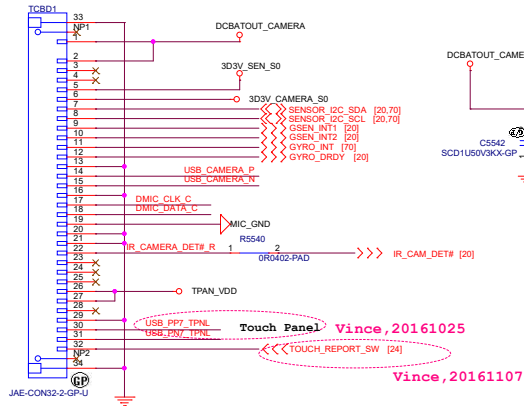 TCBD1
33
NP1
1
DCBATOUT_CAMERA
2
3
4
3D3V_SEN_S0
5
6
3D3V_CAMERA_S0
7
SENSOR_I2C_SDA [20,70]
8
SENSOR_I2C_SCL [20,70]
9
GSEN_INT1 [20]
10
GSEN_INT2 [20]
11
GYRO_INT [70]
12
GYRO_DRDY [20]
13
14
USB_CAMERA_P
15
USB_CAMERA_N
16
17
DMIC_CLK_C
18
DMIC_DATA_C
19
MIC_GND
20
21
22
IR_CAMERA_DET#_R
1
R5540
2
0R0402-PAD
IR_CAM_DET# [20]
23
24
25
26
TPAN_VDD
27
28
29
30
USB_PP7_TPNL
31
USB_PN7_TPNL
Touch Panel
Vince,20161025
32
TOUCH_REPORT_SW [24]
NP2
34
GP
Vince,20161107
JAE-CON32-2-GP-U
DCBATOUT_CAME
C5542
SCD1U50V3KX-GP